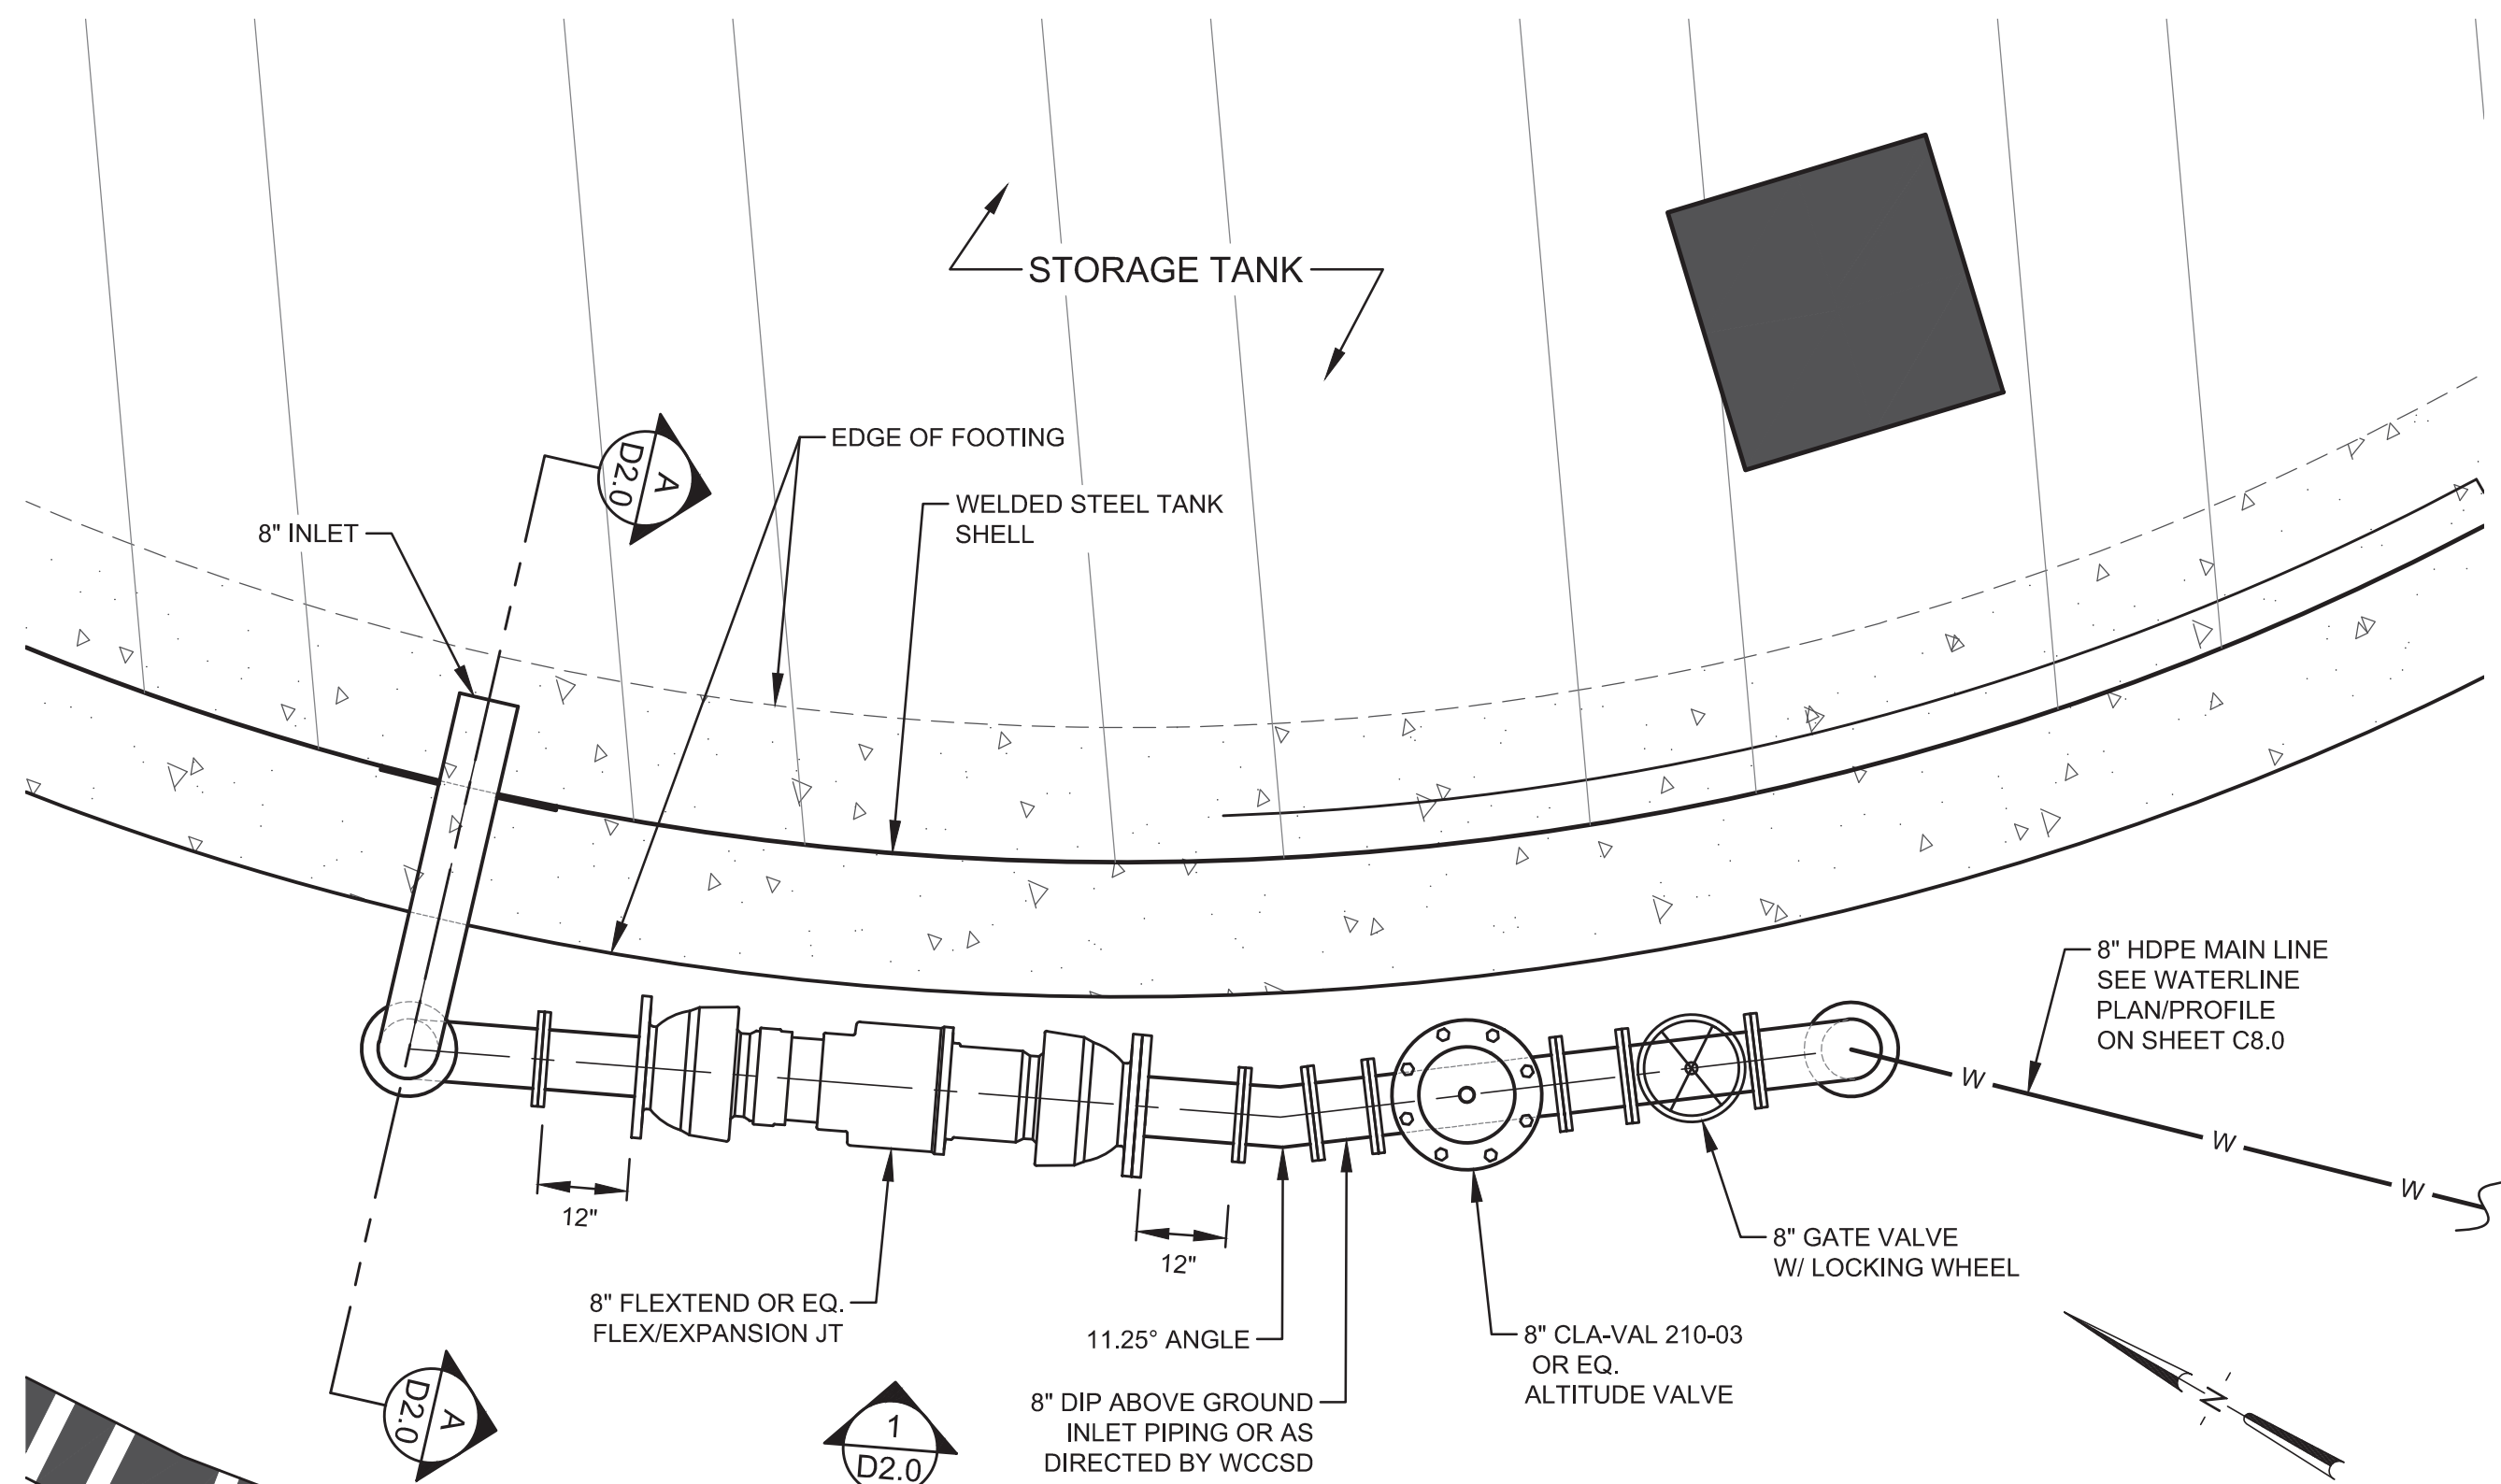 STORAGE TANK
EDGE OF FOOTING
A
D2.0
WELDED STEEL TANK
SHELL
8" INLET
8" HDPE MAIN LINE
SEE WATERLINE
PLAN/PROFILE
ON SHEET C8.0
W
W
W
12"
12"
8" GATE VALVE
W/ LOCKING WHEEL
8" FLEXTEND OR EQ.
FLEX/EXPANSION JT
11.25° ANGLE
8" CLA-VAL 210-03
OR EQ.
ALTITUDE VALVE
8" DIP ABOVE GROUND
INLET PIPING OR AS
DIRECTED BY WCCSD
A
D2.0
1
D2.0
N